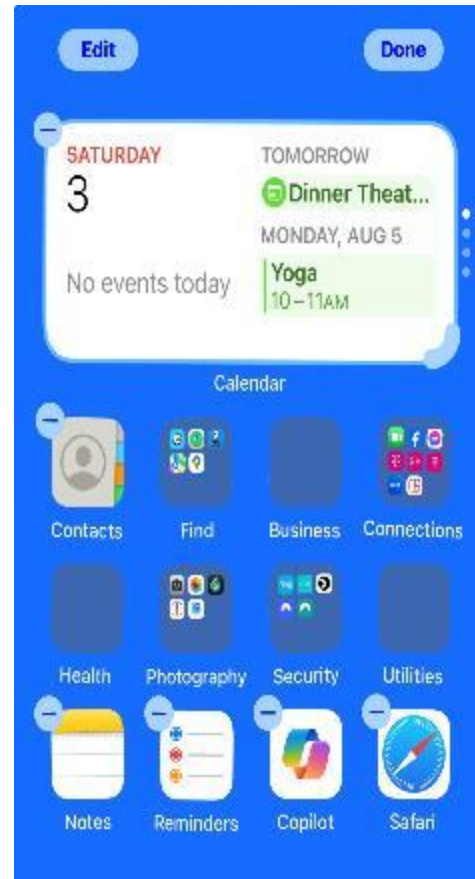 Edit Done
SATURDAY TOMORROW
3 Dinner Theat...
MONDAY, AUG 5
No events today Yoga
10–11AM
Calendar
Contacts Find Business Connections
Health Photography Security Utilities
Notes Reminders Copilot Safari